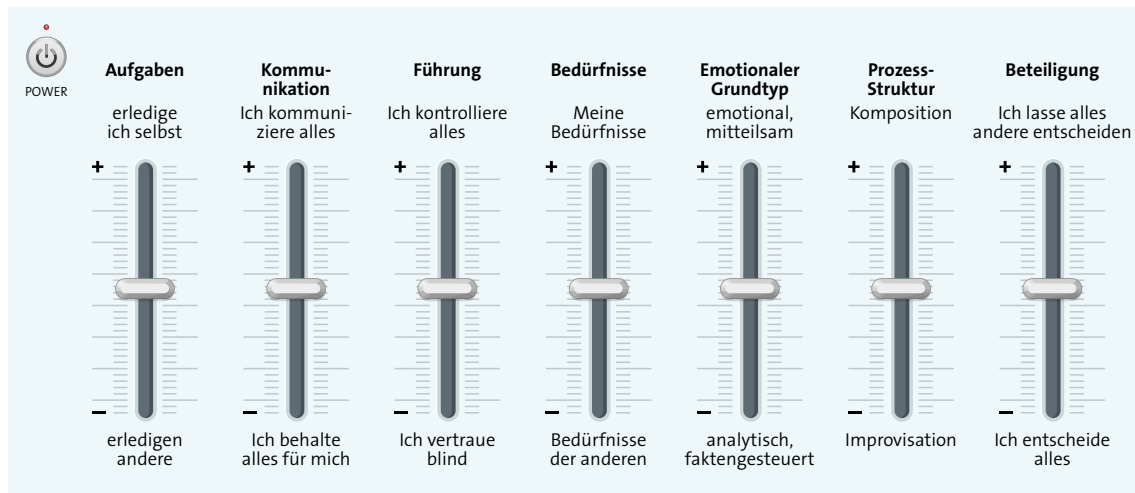 POWER
Aufgaben
erledige
ich selbst
+
–
erledigen
andere
Kommu-
nikation
Ich kommuni-
ziere alles
+
–
Ich behalte
alles für mich
Führung
Ich kontrolliere
alles
+
–
Ich vertraue
blind
Bedürfnisse
Meine
Bedürfnisse
+
–
Bedürfnisse
der anderen
Emotionaler
Grundtyp
emotional,
mitteilsam
+
–
analytisch,
faktengesteuert
Prozess-
Struktur
Komposition
+
–
Improvisation
Beteiligung
Ich lasse alles
andere entscheiden
+
–
Ich entscheide
alles